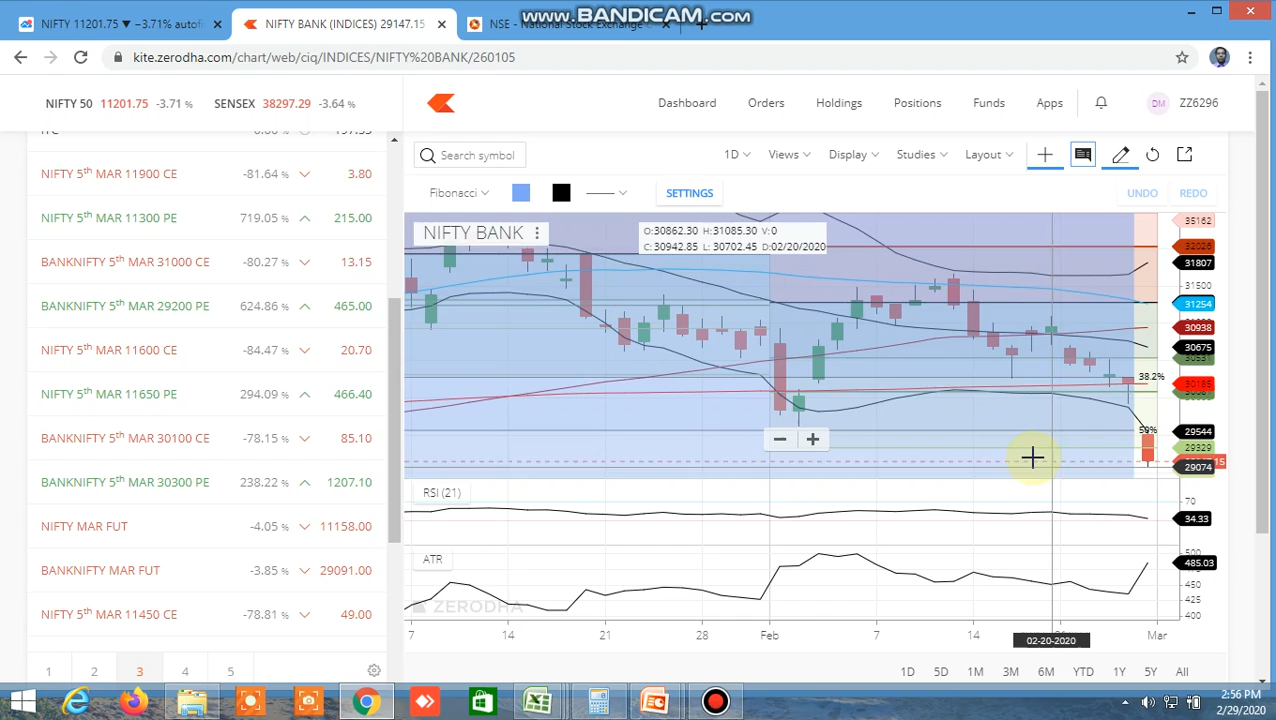 www.BANDICAM.com
NIFTY 11201.75 ▼ −3.71% autof
NIFTY BANK (INDICES) 29147.15
NSE - National Stock Exchange
kite.zerodha.com/chart/web/ciq/INDICES/NIFTY%20BANK/260105
NIFTY 50 11201.75 -3.71 % SENSEX 38297.29 -3.64 %
Dashboard Orders Holdings Positions Funds Apps DM ZZ6296
NIFTY 5th MAR 11900 CE -81.64 % 3.80
NIFTY 5th MAR 11300 PE 719.05 % 215.00
BANKNIFTY 5th MAR 31000 CE -80.27 % 13.15
BANKNIFTY 5th MAR 29200 PE 624.86 % 465.00
NIFTY 5th MAR 11600 CE -84.47 % 20.70
NIFTY 5th MAR 11650 PE 294.09 % 466.40
BANKNIFTY 5th MAR 30100 CE -78.15 % 85.10
BANKNIFTY 5th MAR 30300 PE 238.22 % 1207.10
NIFTY MAR FUT -4.05 % 11158.00
BANKNIFTY MAR FUT -3.85 % 29091.00
NIFTY 5th MAR 11450 CE -78.81 % 49.00
1 2 3 4 5
Search symbol 1D Views Display Studies Layout
Fibonacci SETTINGS UNDO REDO
NIFTY BANK
O:30862.30 H:31085.30 V:0
C:30942.85 L: 30702.45 D:02/20/2020
35162
32026
31807
31500
31254
30938
30675
38.2%
30185
50%
29544
29329
29074
RSI (21)
70
34.33
ATR
485.03
450
425
400
ZERODHA
7 14 21 28 Feb 7 14 Mar
02-20-2020
1D 5D 1M 3M 6M YTD 1Y 5Y All
2:56 PM
2/29/2020